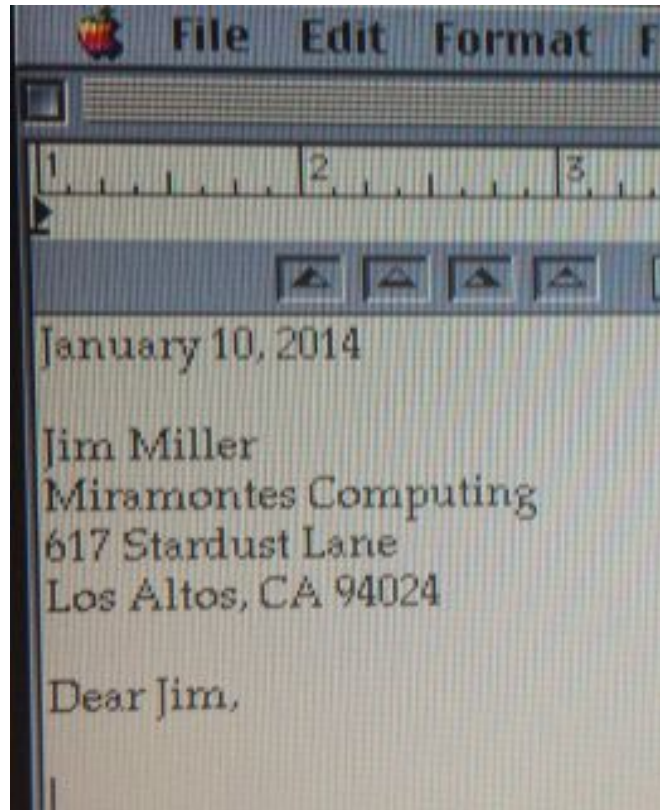 File Edit Format F
1 2 3
January 10, 2014
Jim Miller
Miramontes Computing
617 Stardust Lane
Los Altos, CA 94024
Dear Jim,